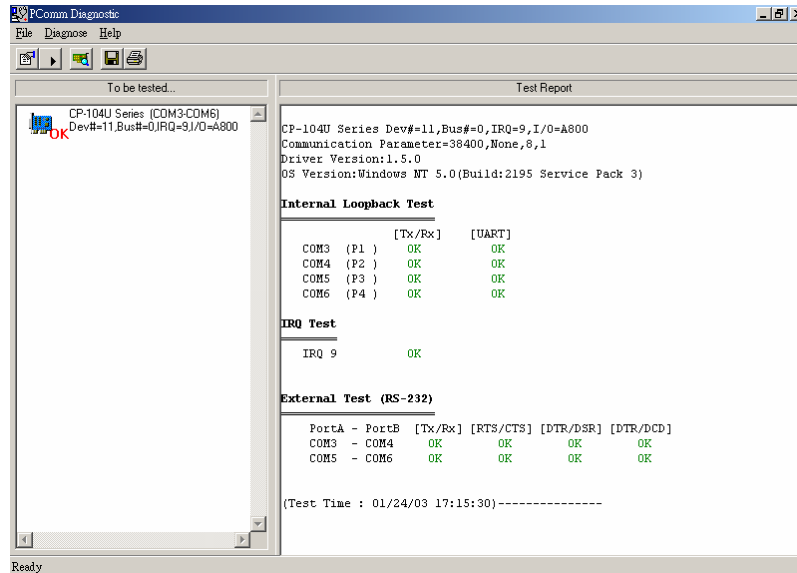 PComm Diagnostic
File Diagnose Help
To be tested...
CP-104U Series (COM3-COM6)
Dev#=11,Bus#=0,IRQ=9,I/O=A800
OK
Test Report
CP-104U Series Dev#=11,Bus#=0,IRQ=9,I/O=A800
Communication Parameter=38400,None,8,1
Driver Version:1.5.0
OS Version:Windows NT 5.0(Build:2195 Service Pack 3)
Internal Loopback Test
[Tx/Rx] [UART]
COM3 (P1 ) OK OK
COM4 (P2 ) OK OK
COM5 (P3 ) OK OK
COM6 (P4 ) OK OK
IRQ Test
IRQ 9 OK
External Test (RS-232)
PortA - PortB [Tx/Rx] [RTS/CTS] [DTR/DSR] [DTR/DCD]
COM3 - COM4 OK OK OK OK
COM5 - COM6 OK OK OK OK
(Test Time : 01/24/03 17:15:30)---------------
Ready